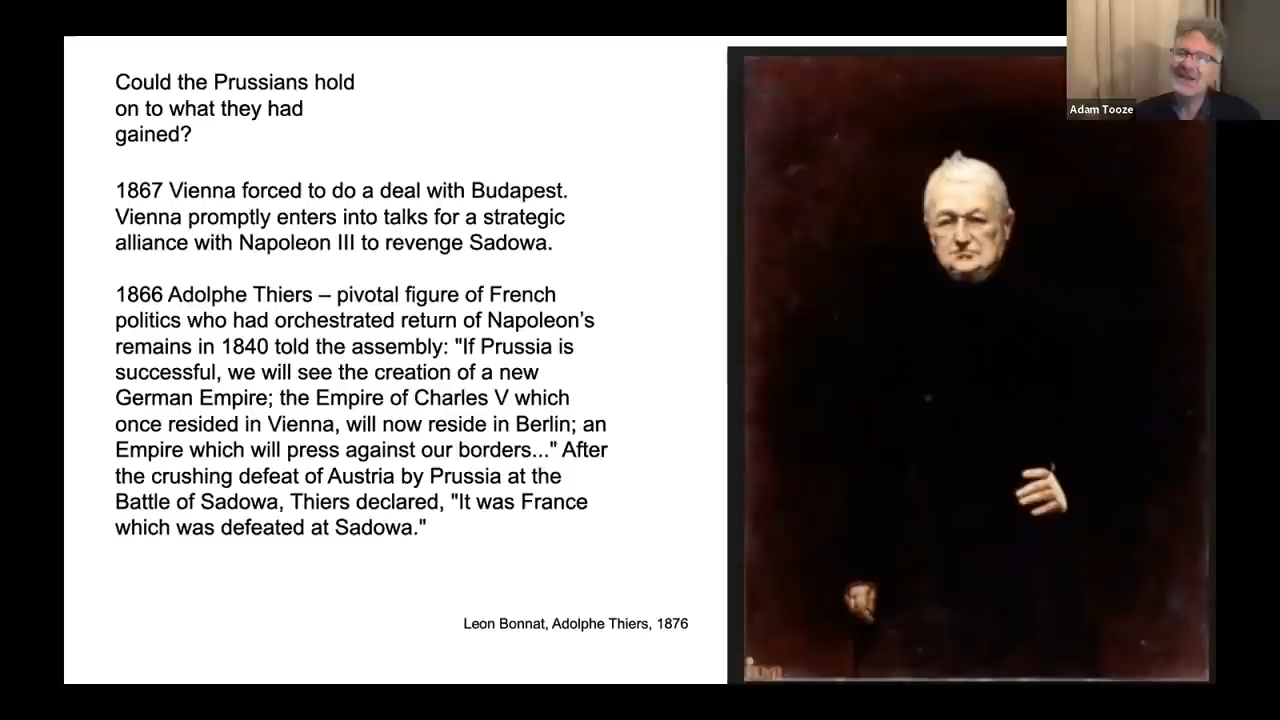 Could the Prussians hold
on to what they had
gained?
1867 Vienna forced to do a deal with Budapest.
Vienna promptly enters into talks for a strategic
alliance with Napoleon III to revenge Sadowa.
1866 Adolphe Thiers – pivotal figure of French
politics who had orchestrated return of Napoleon’s
remains in 1840 told the assembly: "If Prussia is
successful, we will see the creation of a new
German Empire; the Empire of Charles V which
once resided in Vienna, will now reside in Berlin; an
Empire which will press against our borders..." After
the crushing defeat of Austria by Prussia at the
Battle of Sadowa, Thiers declared, "It was France
which was defeated at Sadowa."
Leon Bonnat, Adolphe Thiers, 1876
Adam Tooze